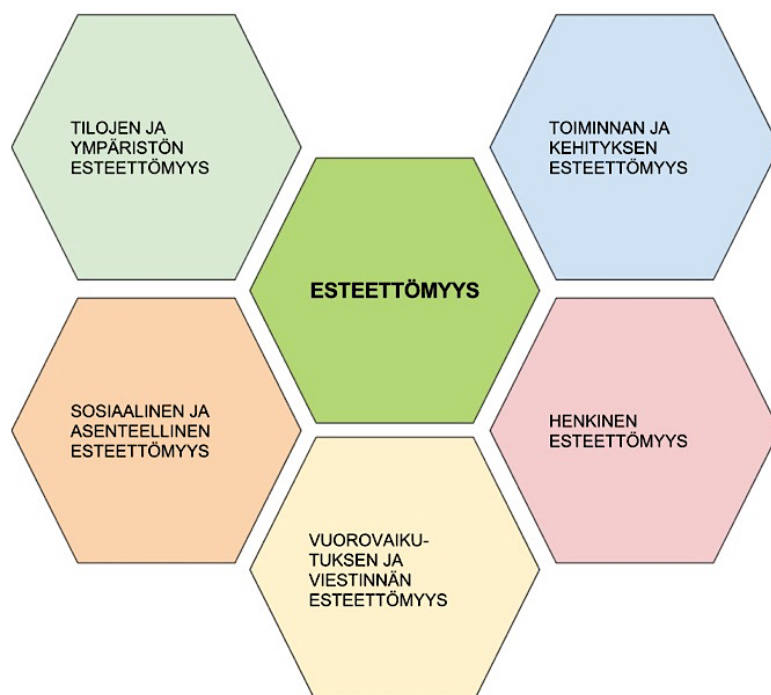 TILOJEN JA
YMPÄRISTÖN
ESTEETTÖMYYS
TOIMINNAN JA
KEHITYKSEN
ESTEETTÖMYYS
ESTEETTÖMYYS
SOSIAALINEN JA
ASENTEELLINEN
ESTEETTÖMYYS
HENKINEN
ESTEETTÖMYYS
VUOROVAIKU-
TUKSEN JA
VIESTINNÄN
ESTEETTÖMYYS